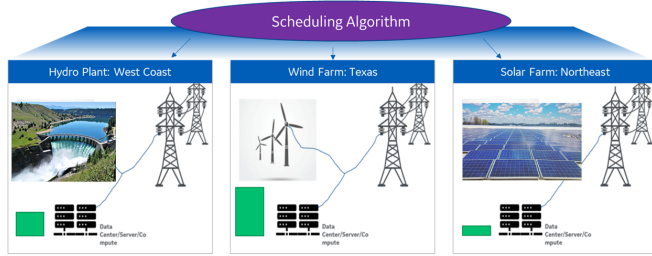 Scheduling Algorithm
Hydro Plant: West Coast
Wind Farm: Texas
Solar Farm: Northeast
Data
Center/Server/Co
mpute
Data
Center/Server/Co
mpute
Data
Center/Server/Co
mpute